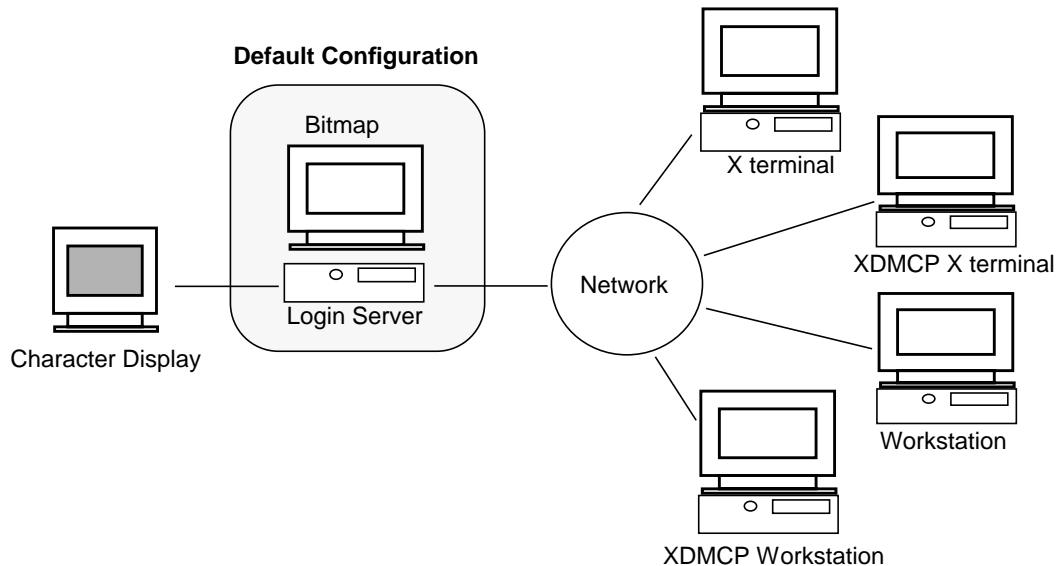 Default Configuration
Bitmap
Login Server
Character Display
Network
X terminal
XDMCP X terminal
Workstation
XDMCP Workstation